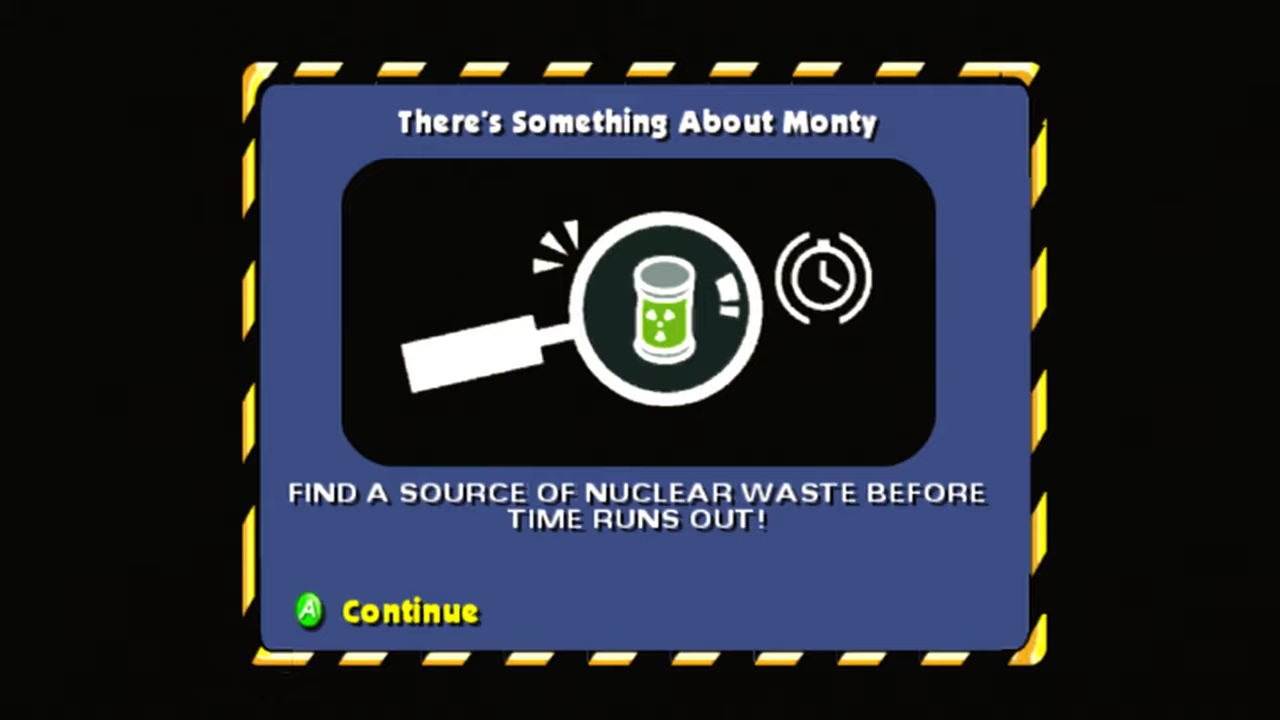 There's Something About Monty
FIND A SOURCE OF NUCLEAR WASTE BEFORE
TIME RUNS OUT!
A Continue